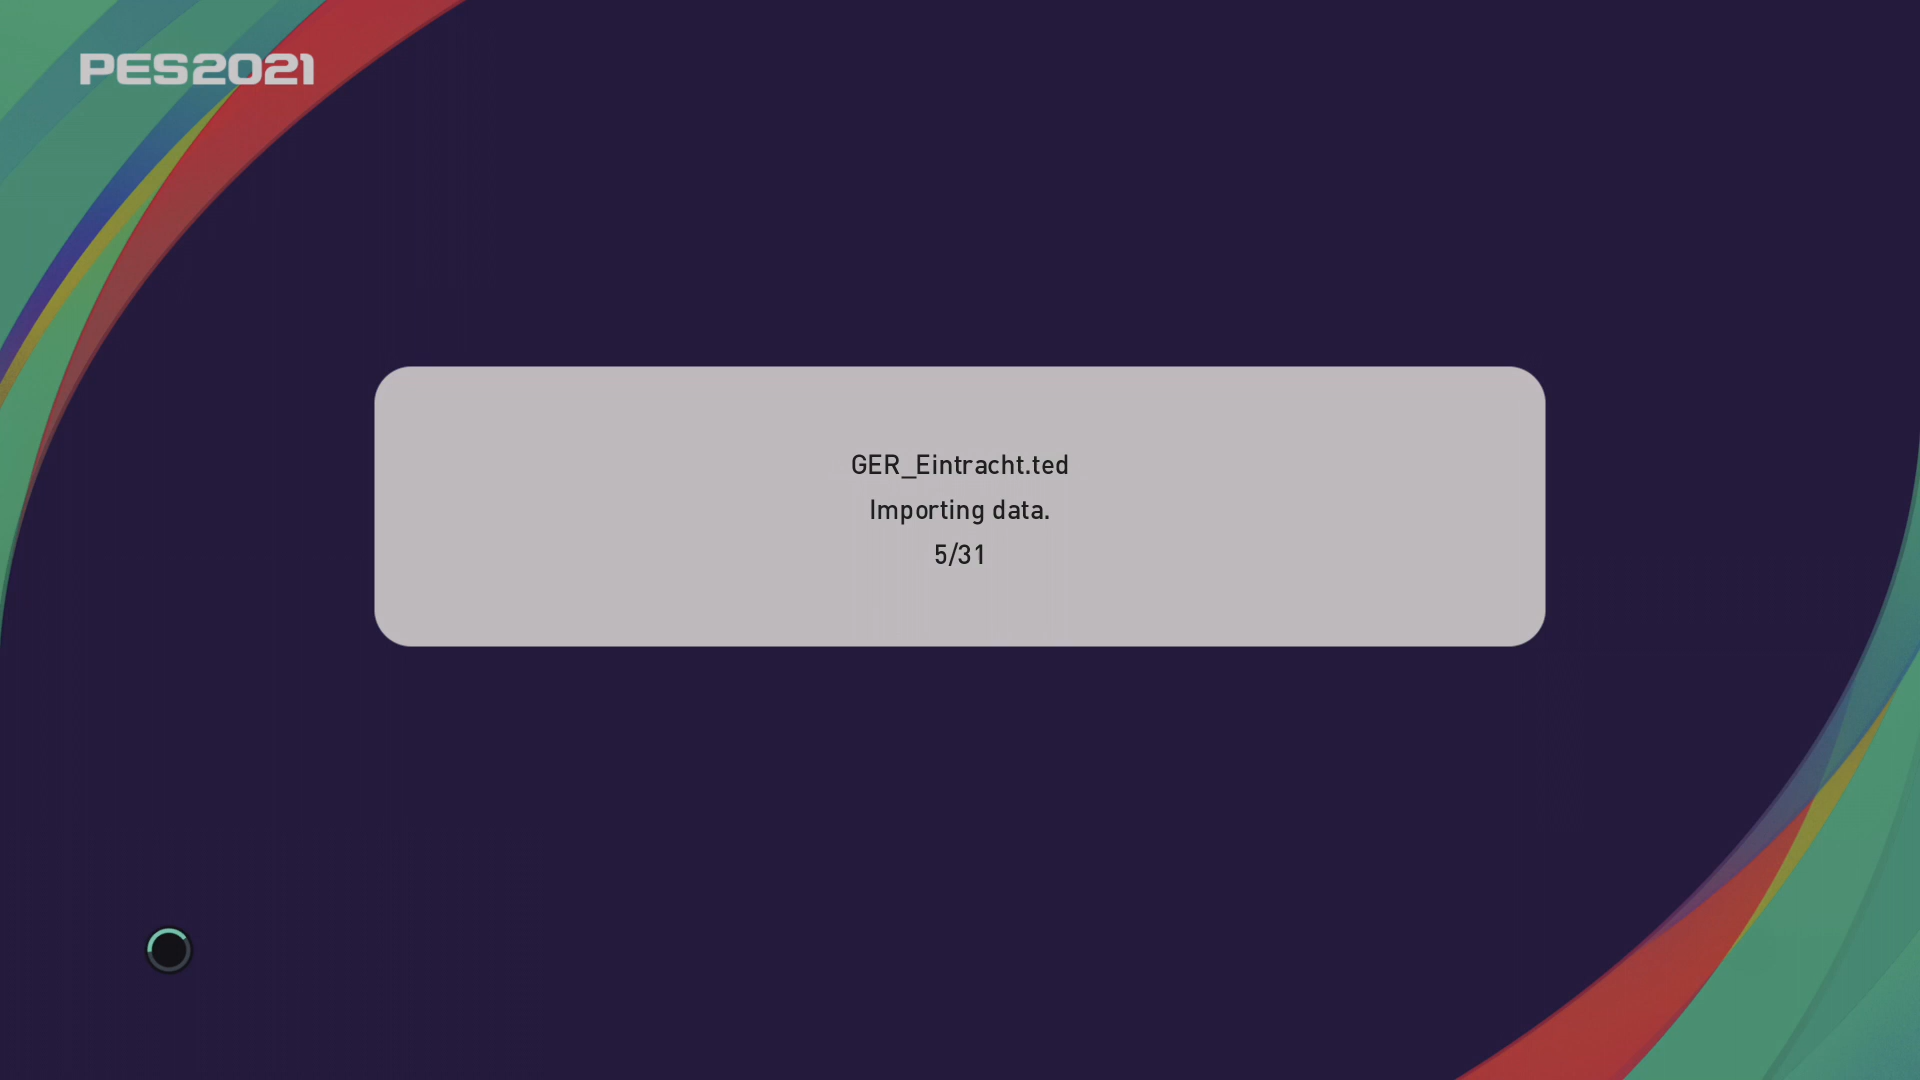 PES2021
GER_Eintracht.ted
Importing data.
5/31